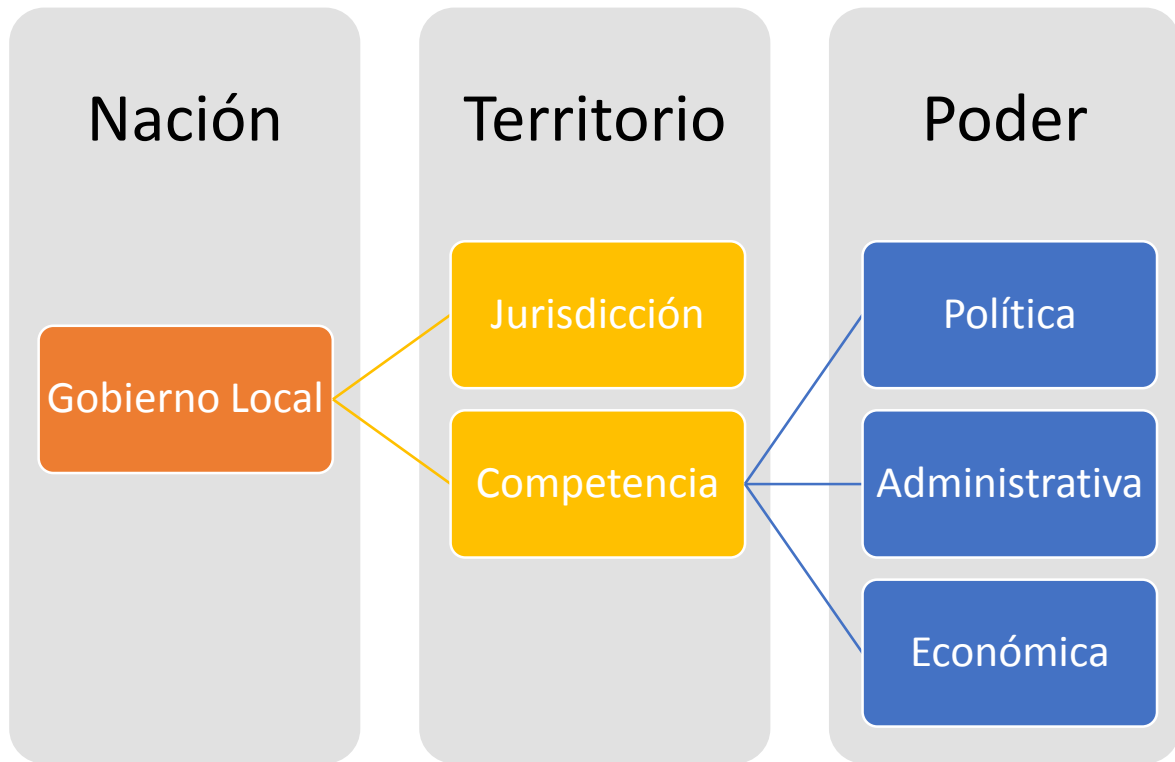 Nación
Territorio
Poder
Gobierno Local
Jurisdicción
Competencia
Política
Administrativa
Económica